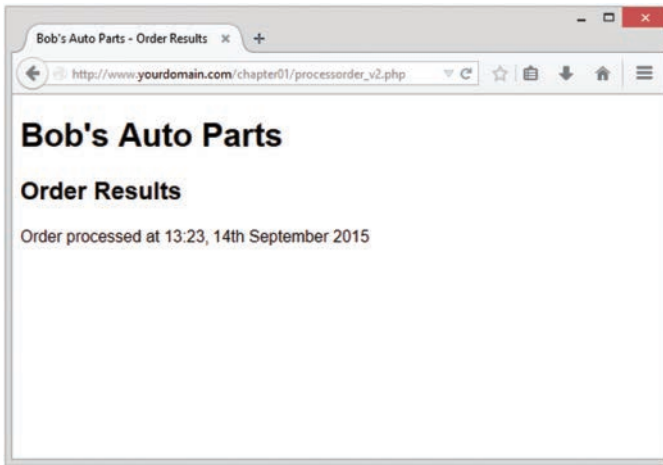 Bob's Auto Parts - Order Results
http://www.yourdomain.com/chapter01/processorder_v2.php
Bob's Auto Parts
Order Results
Order processed at 13:23, 14th September 2015